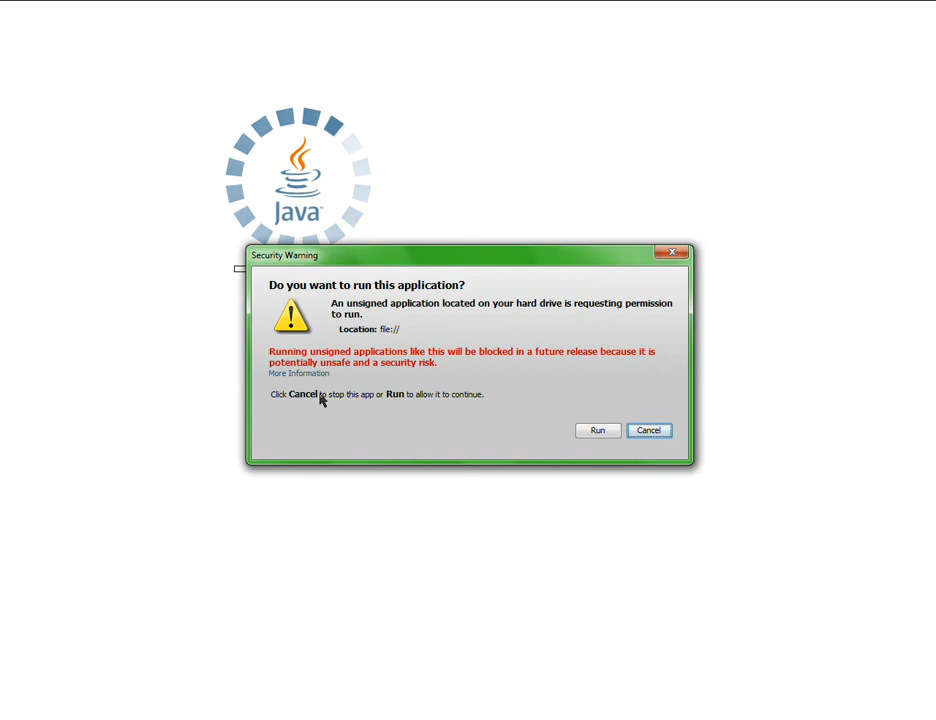 Java
Security Warning
Do you want to run this application?
An unsigned application located on your hard drive is requesting permission
to run.
Location: file://
Running unsigned applications like this will be blocked in a future release because it is
potentially unsafe and a security risk.
More Information
Click Cancel to stop this app or Run to allow it to continue.
Run Cancel